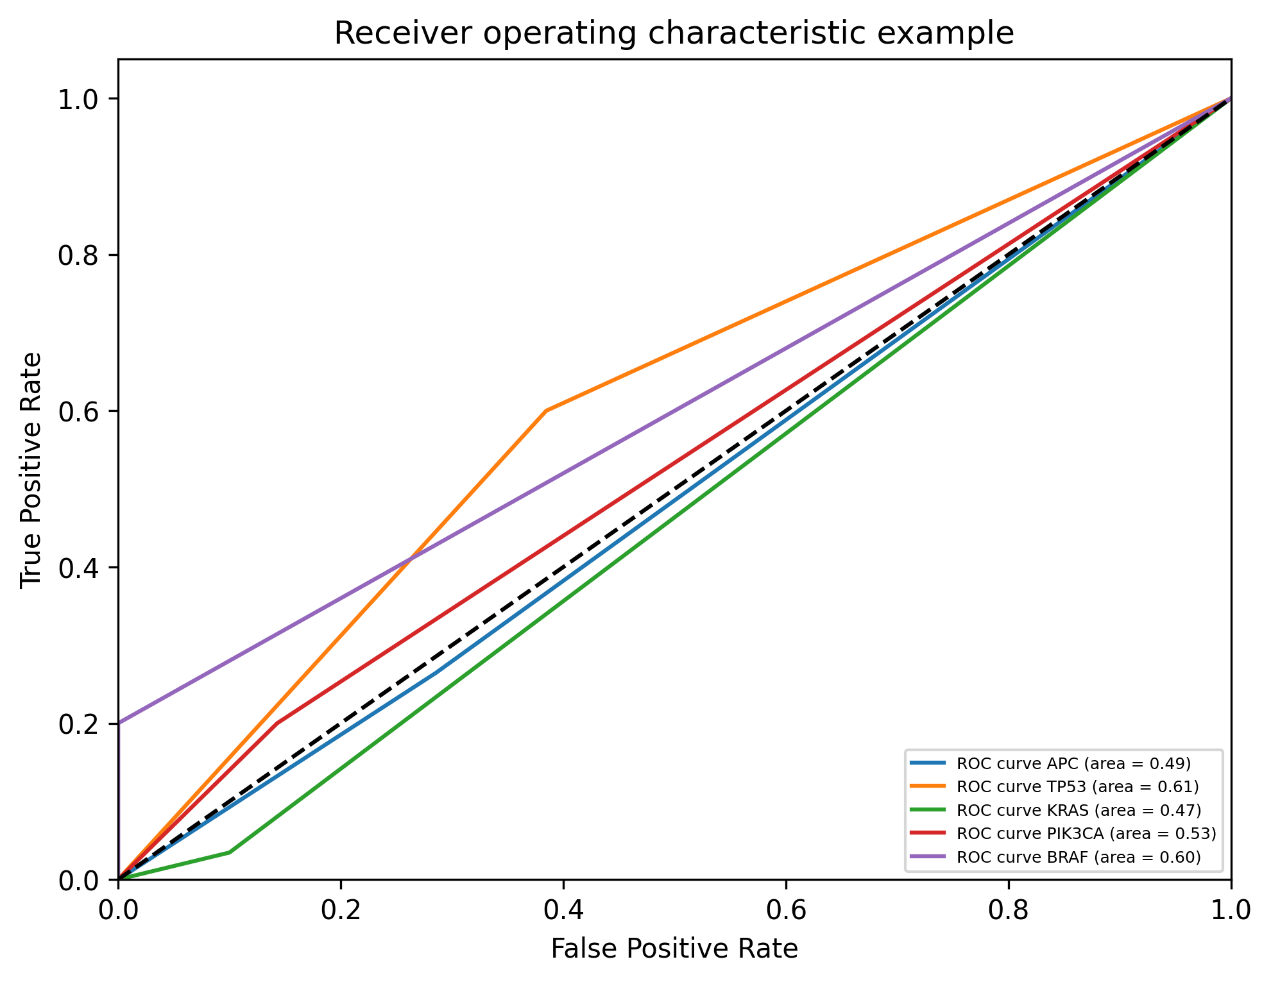 Receiver operating characteristic example
True Positive Rate
1.0
0.8
0.6
0.4
0.2
0.0
ROC curve APC (area = 0.49)
ROC curve TP53 (area = 0.61)
ROC curve KRAS (area = 0.47)
ROC curve PIK3CA (area = 0.53)
ROC curve BRAF (area = 0.60)
0.0 0.2 0.4 0.6 0.8 1.0
False Positive Rate